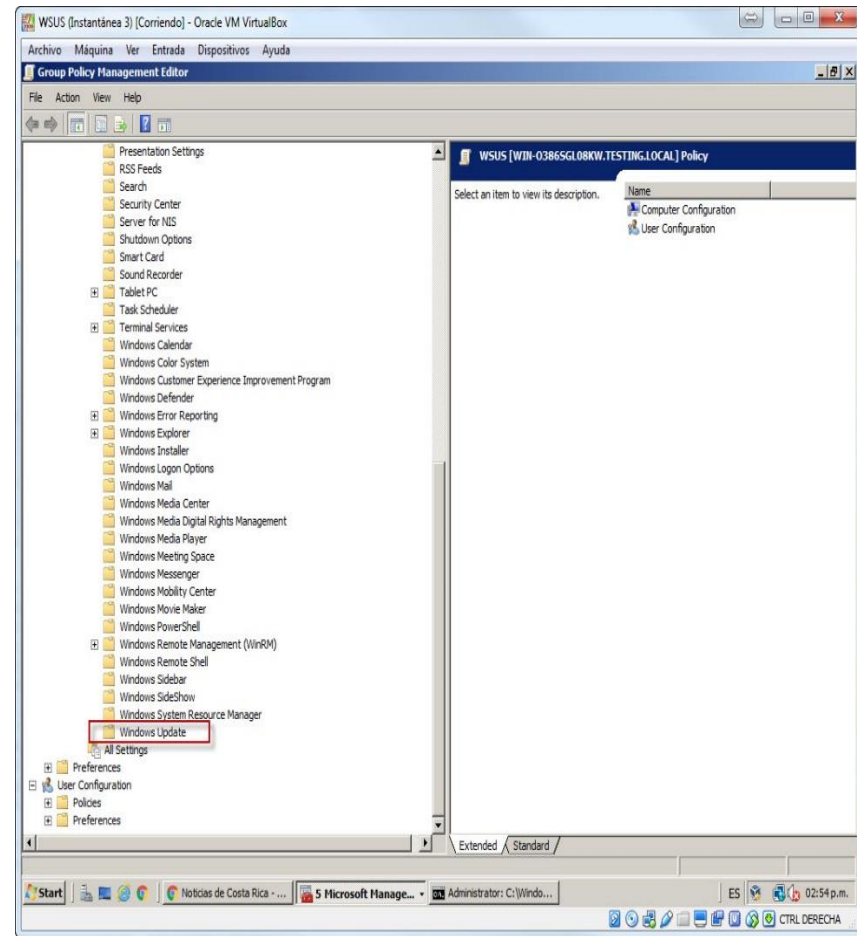 WSUS (Instantánea 3) [Corriendo] - Oracle VM VirtualBox
Archivo Máquina Ver Entrada Dispositivos Ayuda
Group Policy Management Editor
File Action View Help
Presentation Settings
RSS Feeds
Search
Security Center
Server for NIS
Shutdown Options
Smart Card
Sound Recorder
Tablet PC
Task Scheduler
Terminal Services
Windows Calendar
Windows Color System
Windows Customer Experience Improvement Program
Windows Defender
Windows Error Reporting
Windows Explorer
Windows Installer
Windows Logon Options
Windows Mail
Windows Media Center
Windows Media Digital Rights Management
Windows Media Player
Windows Meeting Space
Windows Messenger
Windows Mobility Center
Windows Movie Maker
Windows PowerShell
Windows Remote Management (WinRM)
Windows Remote Shell
Windows Sidebar
Windows SideShow
Windows System Resource Manager
Windows Update
All Settings
Preferences
User Configuration
Policies
Preferences
WSUS [WIN-O386SGL08KW.TESTING.LOCAL] Policy
Select an item to view its description.
Name
Computer Configuration
User Configuration
Extended Standard
Start
Noticias de Costa Rica - ...
5 Microsoft Manage...
Administrator: C:\Windo...
ES
02:54 p.m.
CTRL DERECHA